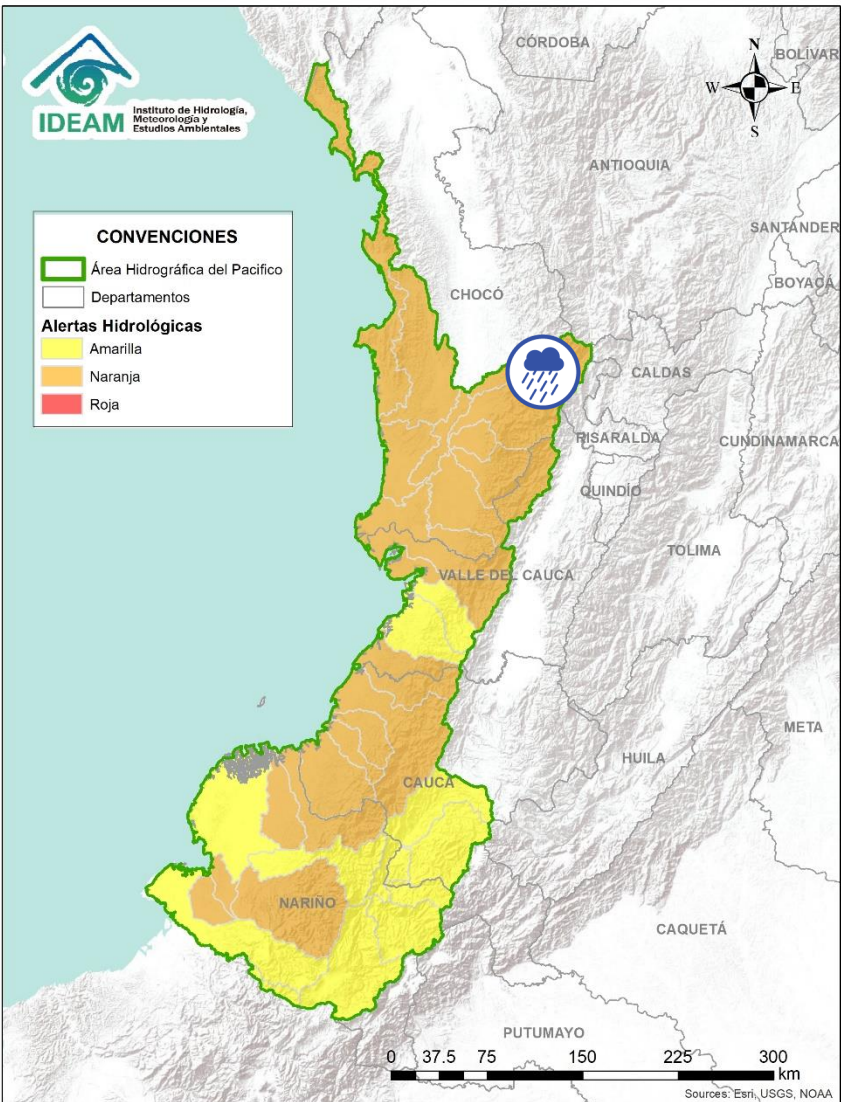 IDEAM
Instituto de Hidrología,
Meteorología y
Estudios Ambientales
N
W
E
S
CÓRDOBA
BOLÍVAR
ANTIOQUIA
SANTANDER
BOYACÁ
CHOCÓ
CALDAS
RISARALDA
CUNDINAMARCA
QUINDÍO
TOLIMA
VALLE DEL CAUCA
META
HUILA
CAUCA
NARIÑO
CAQUETÁ
PUTUMAYO
CONVENCIONES
Área Hidrográfica del Pacifico
Departamentos
Alertas Hidrológicas
Amarilla
Naranja
Roja
0 37.5 75 150 225 300
km
Sources: Esri, USGS, NOAA